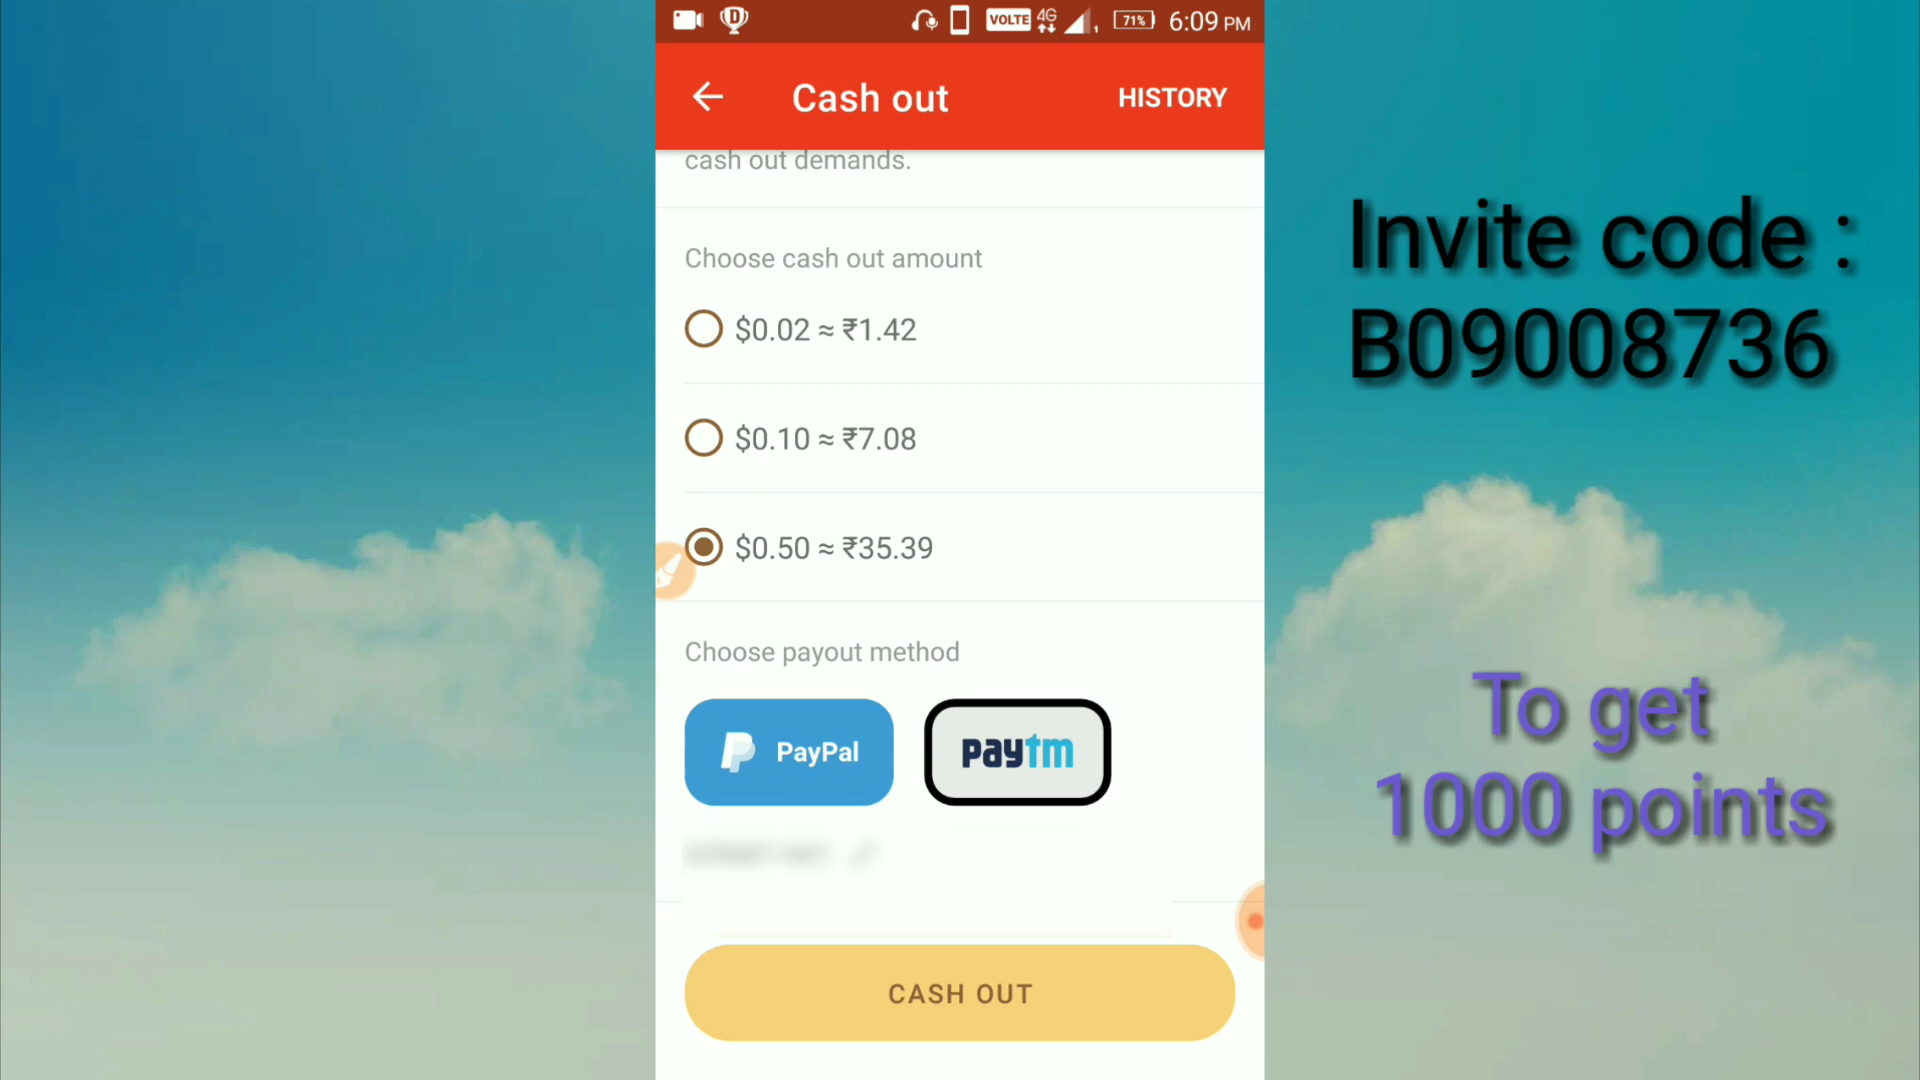 VOLTE 4G 1 71% 6:09 PM
Cash out HISTORY
cash out demands.
Choose cash out amount
$0.02 ≈ ₹1.42
$0.10 ≈ ₹7.08
$0.50 ≈ ₹35.39
Choose payout method
PayPal paytm
CASH OUT
Invite code :
B09008736
To get
1000 points